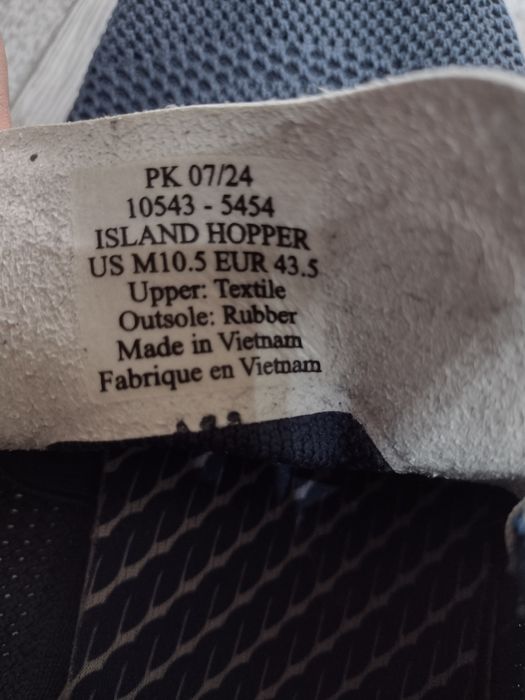 PK 07/24
10543 - 5454
ISLAND HOPPER
US M10.5 EUR 43.5
Upper: Textile
Outsole: Rubber
Made in Vietnam
Fabrique en Vietnam